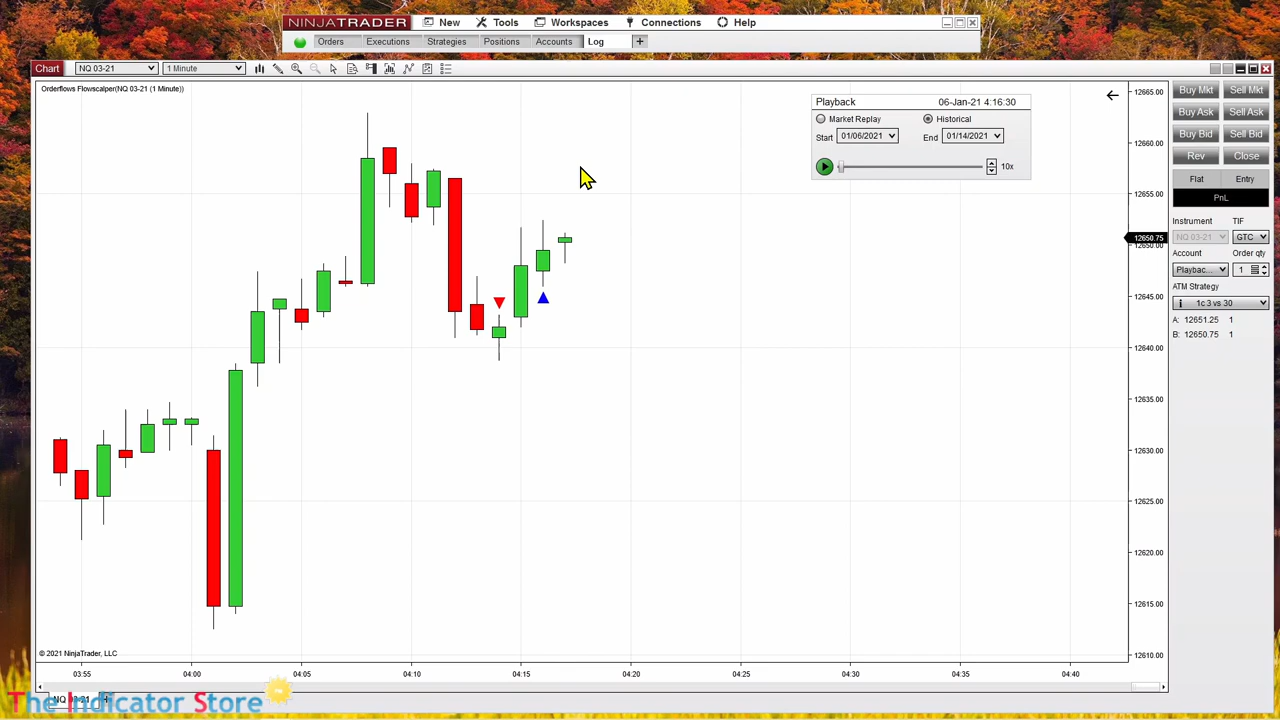 NINJATRADER New Tools Workspaces Connections Help
Orders Executions Strategies Positions Accounts Log +
Chart NQ 03-21 1 Minute
Orderflows Flowscalper(NQ 03-21 (1 Minute))
Playback 06-Jan-21 4:16:30
Market Replay Historical
Start 01/06/2021 End 01/14/2021
10x
12665.00
12660.00
12655.00
12650.75
12650.00
12645.00
12640.00
12635.00
12630.00
12625.00
12620.00
12615.00
12610.00
Buy Mkt Sell Mkt
Buy Ask Sell Ask
Buy Bid Sell Bid
Rev Close
Flat Entry
PnL
Instrument TIF
NQ 03-21 GTC
Account Order qty
Playbac... 1
ATM Strategy
1c 3 vs 30
A: 12651.25 1
B: 12650.75 1
© 2021 NinjaTrader, LLC
03:55 04:00 04:05 04:10 04:15 04:20 04:25 04:30 04:35 04:40
NQ 03-21
The Indicator Store